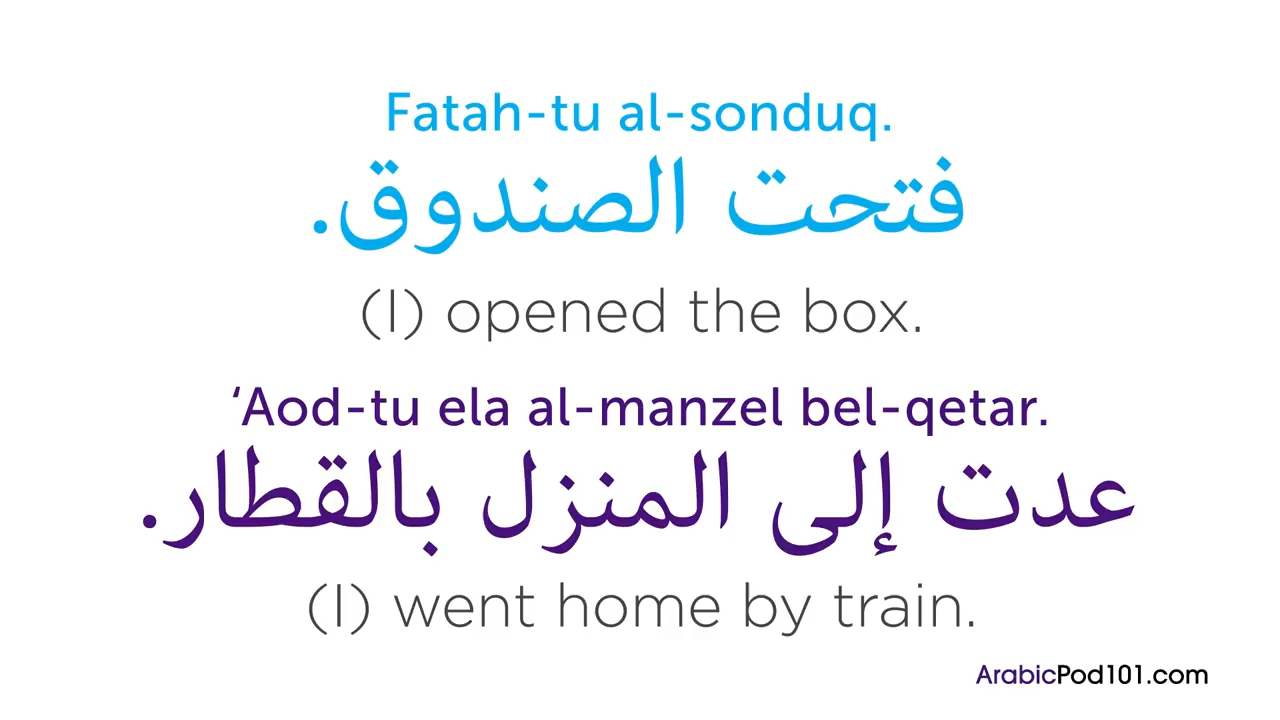 Fatah-tu al-sonduq.
فتحت الصندوق.
(I) opened the box.
‘Aod-tu ela al-manzel bel-qetar.
عدت إلى المنزل بالقطار.
(I) went home by train.
ArabicPod101.com